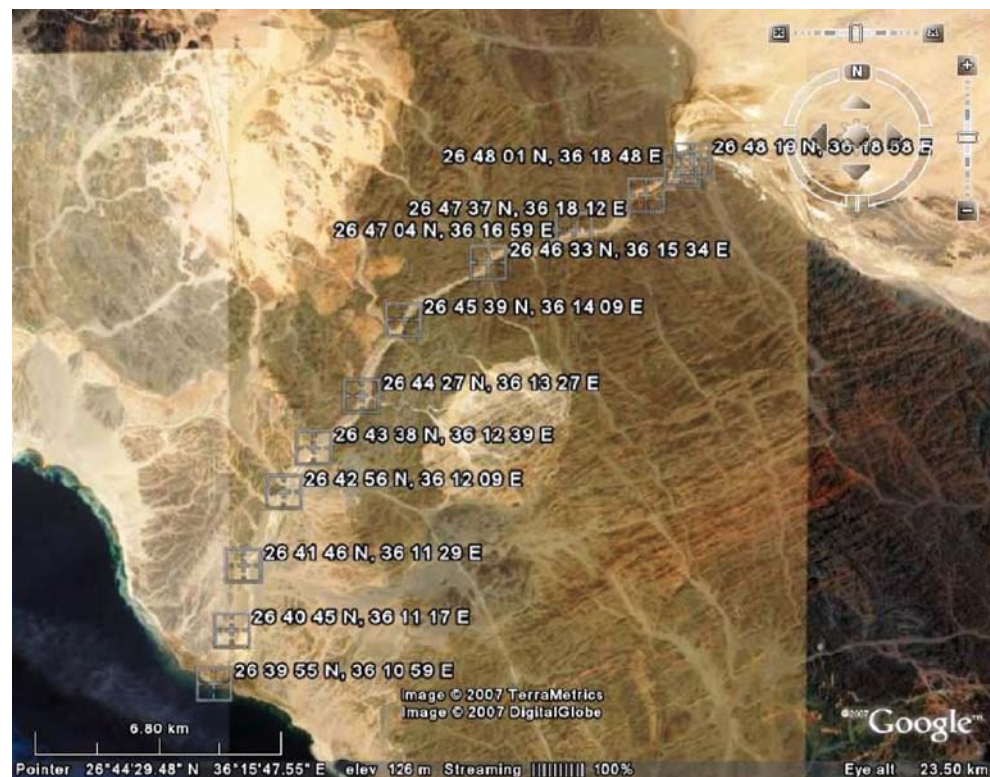 N
26 48 01 N, 36 18 48 E
26 48 19 N, 36 18 58 E
26 47 37 N, 36 18 12 E
26 47 04 N, 36 16 59 E
26 46 33 N, 36 15 34 E
26 45 39 N, 36 14 09 E
26 44 27 N, 36 13 27 E
26 43 38 N, 36 12 39 E
26 42 56 N, 36 12 09 E
26 41 46 N, 36 11 29 E
26 40 45 N, 36 11 17 E
26 39 55 N, 36 10 59 E
Image © 2007 TerraMetrics
Image © 2007 DigitalGlobe
©2007 Google™
6.80 km
Pointer 26°44'29.48" N 36°15'47.55" E elev 126 m Streaming |||||||||| 100% Eye alt 23.50 km